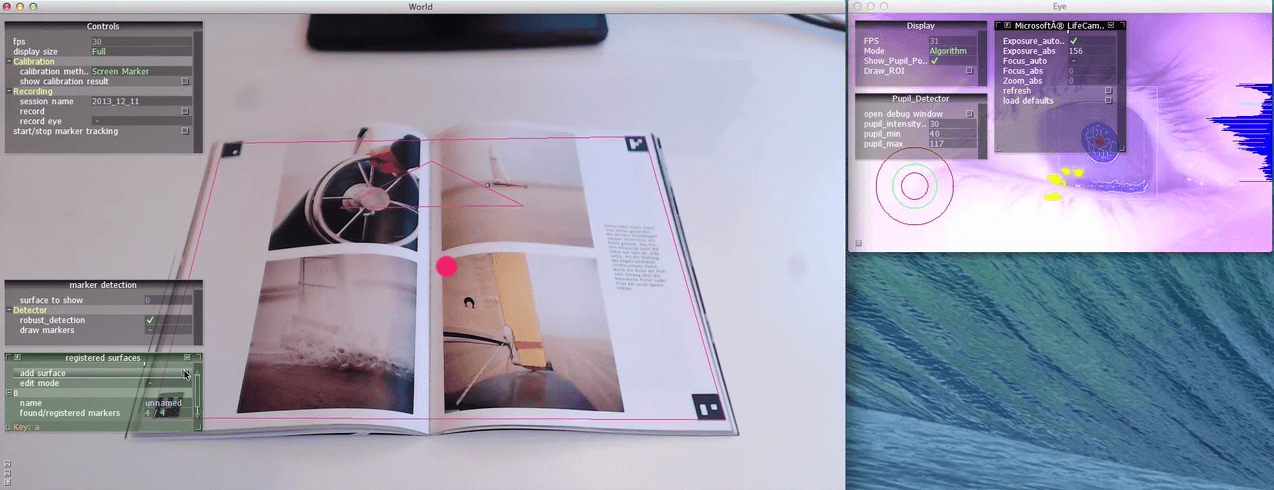 World
Controls
fps 30
display size Full
Calibration
calibration meth.. Screen Marker
show calibration result
Recording
session name 2013_12_11
record
record eye -
start/stop marker tracking
marker detection
surface to show 0
Detector
robust_detection
draw markers -
registered surfaces
add surface
edit mode -
0
name unnamed
found/registered markers 4 / 4
Key: a
Eye
Display
FPS 31
Mode Algorithm
Show_Pupil_Po..
Draw_ROI
Pupil_Detector
open debug window
pupil_intensity.. 30
pupil_min 40
pupil_max 117
MicrosoftÂ® LifeCam..
Exposure_auto..
Exposure_abs 156
Focus_auto -
Focus_abs 0
Zoom_abs 0
refresh
load defaults